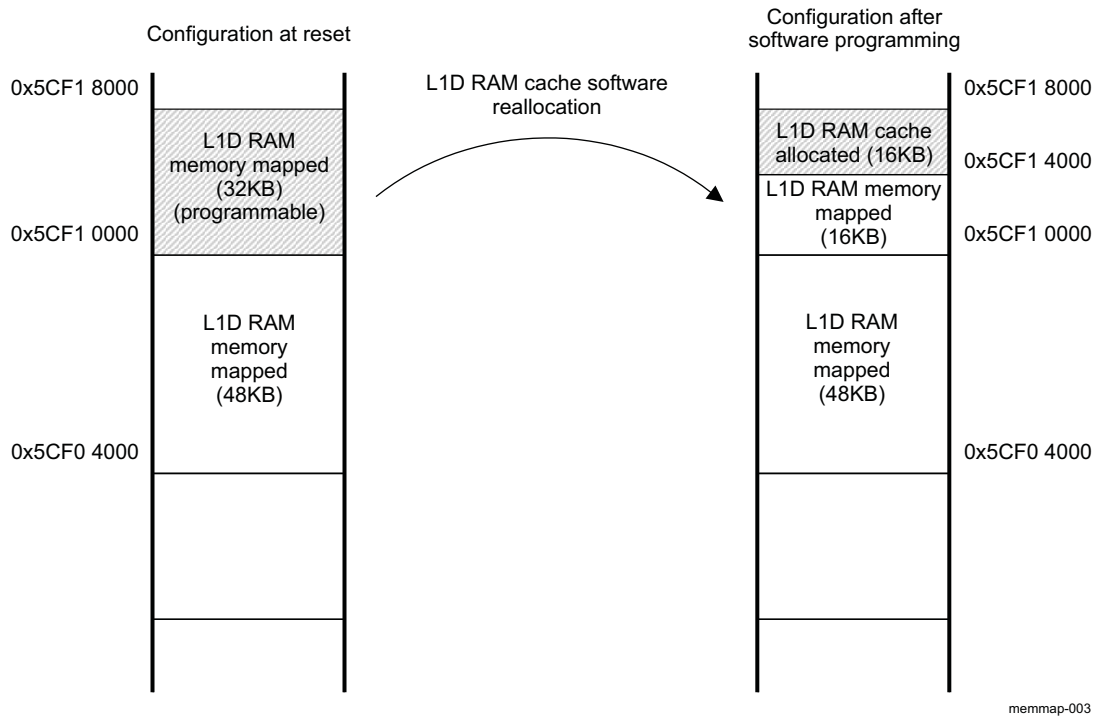 Configuration at reset
Configuration after
software programming
0x5CF1 8000
L1D RAM
memory mapped
(32KB)
(programmable)
0x5CF1 0000
L1D RAM
memory
mapped
(48KB)
0x5CF0 4000
L1D RAM cache software
reallocation
0x5CF1 8000
L1D RAM cache
allocated (16KB)
0x5CF1 4000
L1D RAM memory
mapped
(16KB)
0x5CF1 0000
L1D RAM
memory
mapped
(48KB)
0x5CF0 4000
memmap-003